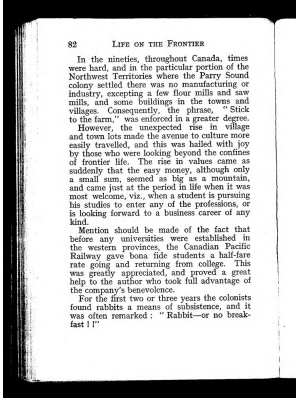 82 LIFE ON THE FRONTIER
In the nineties, throughout Canada, times
were hard, and in the particular portion of the
Northwest Territories where the Parry Sound
colony settled there was no manufacturing or
industry, excepting a few flour mills and saw
mills, and some buildings in the towns and
villages. Consequently, the phrase, "Stick
to the farm," was enforced in a greater degree.
However, the unexpected rise in village
and town lots made the avenue to culture more
easily travelled, and this was hailed with joy
by those who were looking beyond the confines
of frontier life. The rise in values came as
suddenly that the easy money, although only
a small sum, seemed as big as a mountain,
and came just at the period in life when it was
most welcome, viz., when a student is pursuing
his studies to enter any of the professions, or
is looking forward to a business career of any
kind.
Mention should be made of the fact that
before any universities were established in
the western provinces, the Canadian Pacific
Railway gave bona fide students a half-fare
rate going and returning from college. This
was greatly appreciated, and proved a great
help to the author who took full advantage of
the company's benevolence.
For the first two or three years the colonists
found rabbits a means of subsistence, and it
was often remarked : "Rabbit—or no break-
fast ! !"